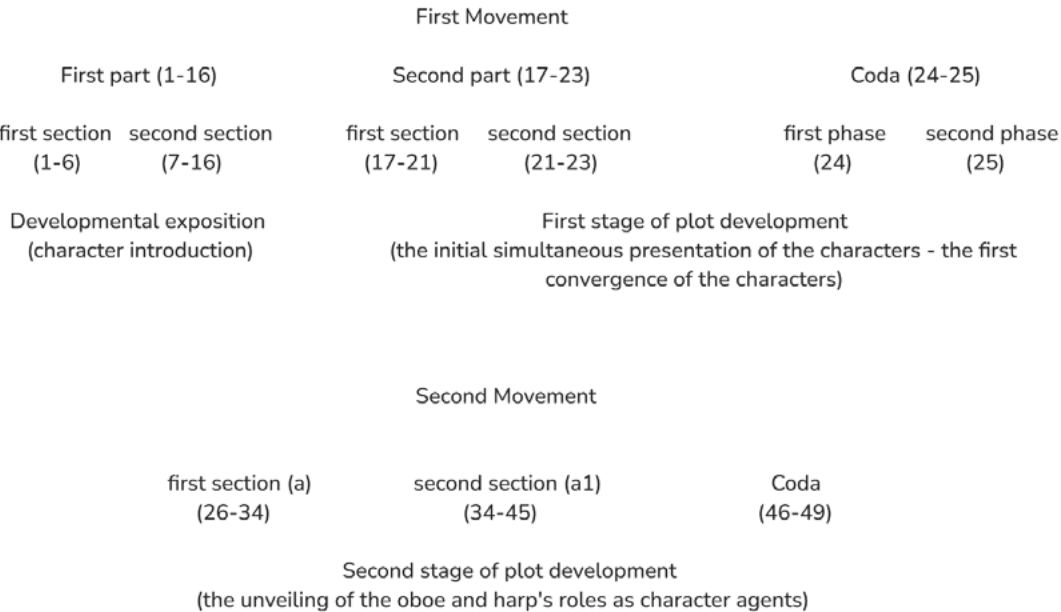 First Movement
First part (1-16) Second part (17-23) Coda (24-25)
first section second section first section second section first phase second phase
(1-6) (7-16) (17-21) (21-23) (24) (25)
Developmental exposition First stage of plot development
(character introduction) (the initial simultaneous presentation of the characters - the first
convergence of the characters)
Second Movement
first section (a) second section (a1) Coda
(26-34) (34-45) (46-49)
Second stage of plot development
(the unveiling of the oboe and harp's roles as character agents)